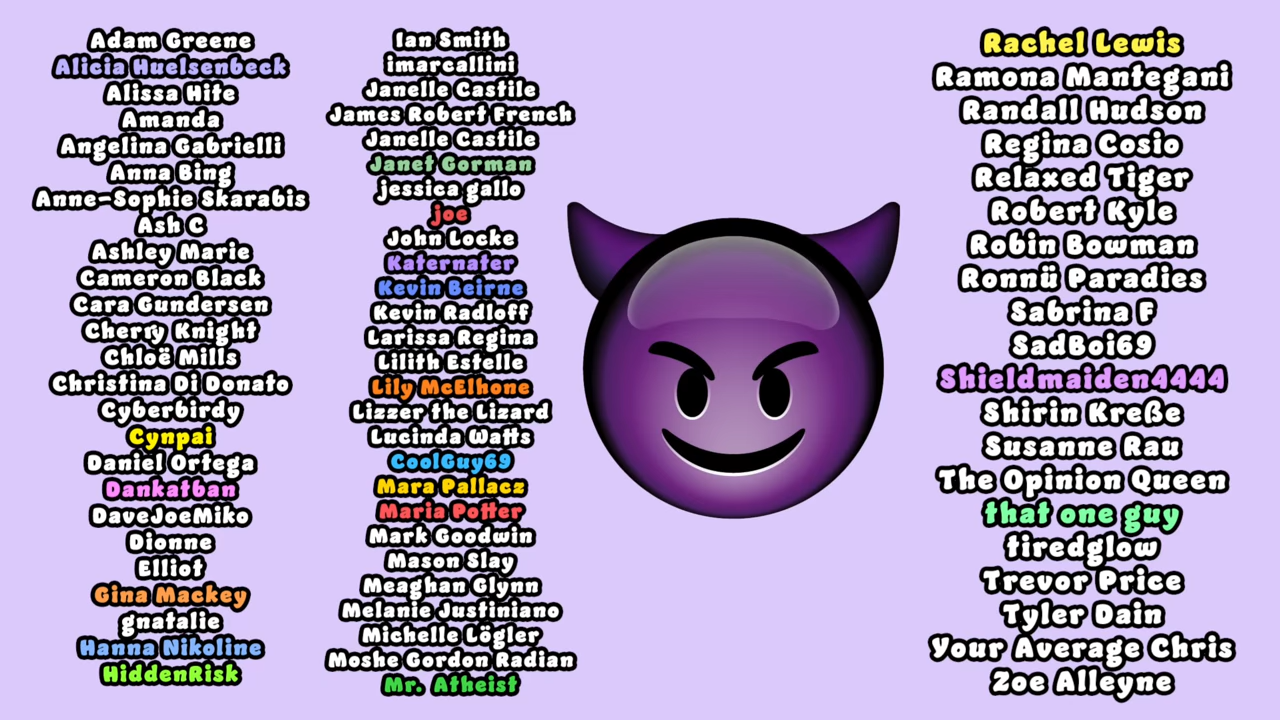 Adam Greene
Alicia Huelsenbeck
Alissa Hite
Amanda
Angelina Gabrielli
Anna Bing
Anne-Sophie Skarabis
Ash C
Ashley Marie
Cameron Black
Cara Gundersen
Cherry Knight
Chloë Mills
Christina Di Donato
Cyberbirdy
Cynpai
Daniel Ortega
Dankatban
DaveJoeMiko
Dionne
Elliot
Gina Mackey
gnatalie
Hanna Nikoline
HiddenRisk
Ian Smith
imarcallini
Janelle Castile
James Robert French
Janelle Castile
Janet Gorman
jessica gallo
joe
John Locke
Katernater
Kevin Beirne
Kevin Radloff
Larissa Regina
Lilith Estelle
Lily McElhone
Lizzer the Lizard
Lucinda Watts
CoolGuy69
Mara Pallacz
Maria Potter
Mark Goodwin
Mason Slay
Meaghan Glynn
Melanie Justiniano
Michelle Lögler
Moshe Gordon Radian
Mr. Atheist
Rachel Lewis
Ramona Mantegani
Randall Hudson
Regina Cosio
Relaxed Tiger
Robert Kyle
Robin Bowman
Ronnü Paradies
Sabrina F
SadBoi69
Shieldmaiden4444
Shirin Kreße
Susanne Rau
The Opinion Queen
that one guy
tiredglow
Trevor Price
Tyler Dain
Your Average Chris
Zoe Alleyne